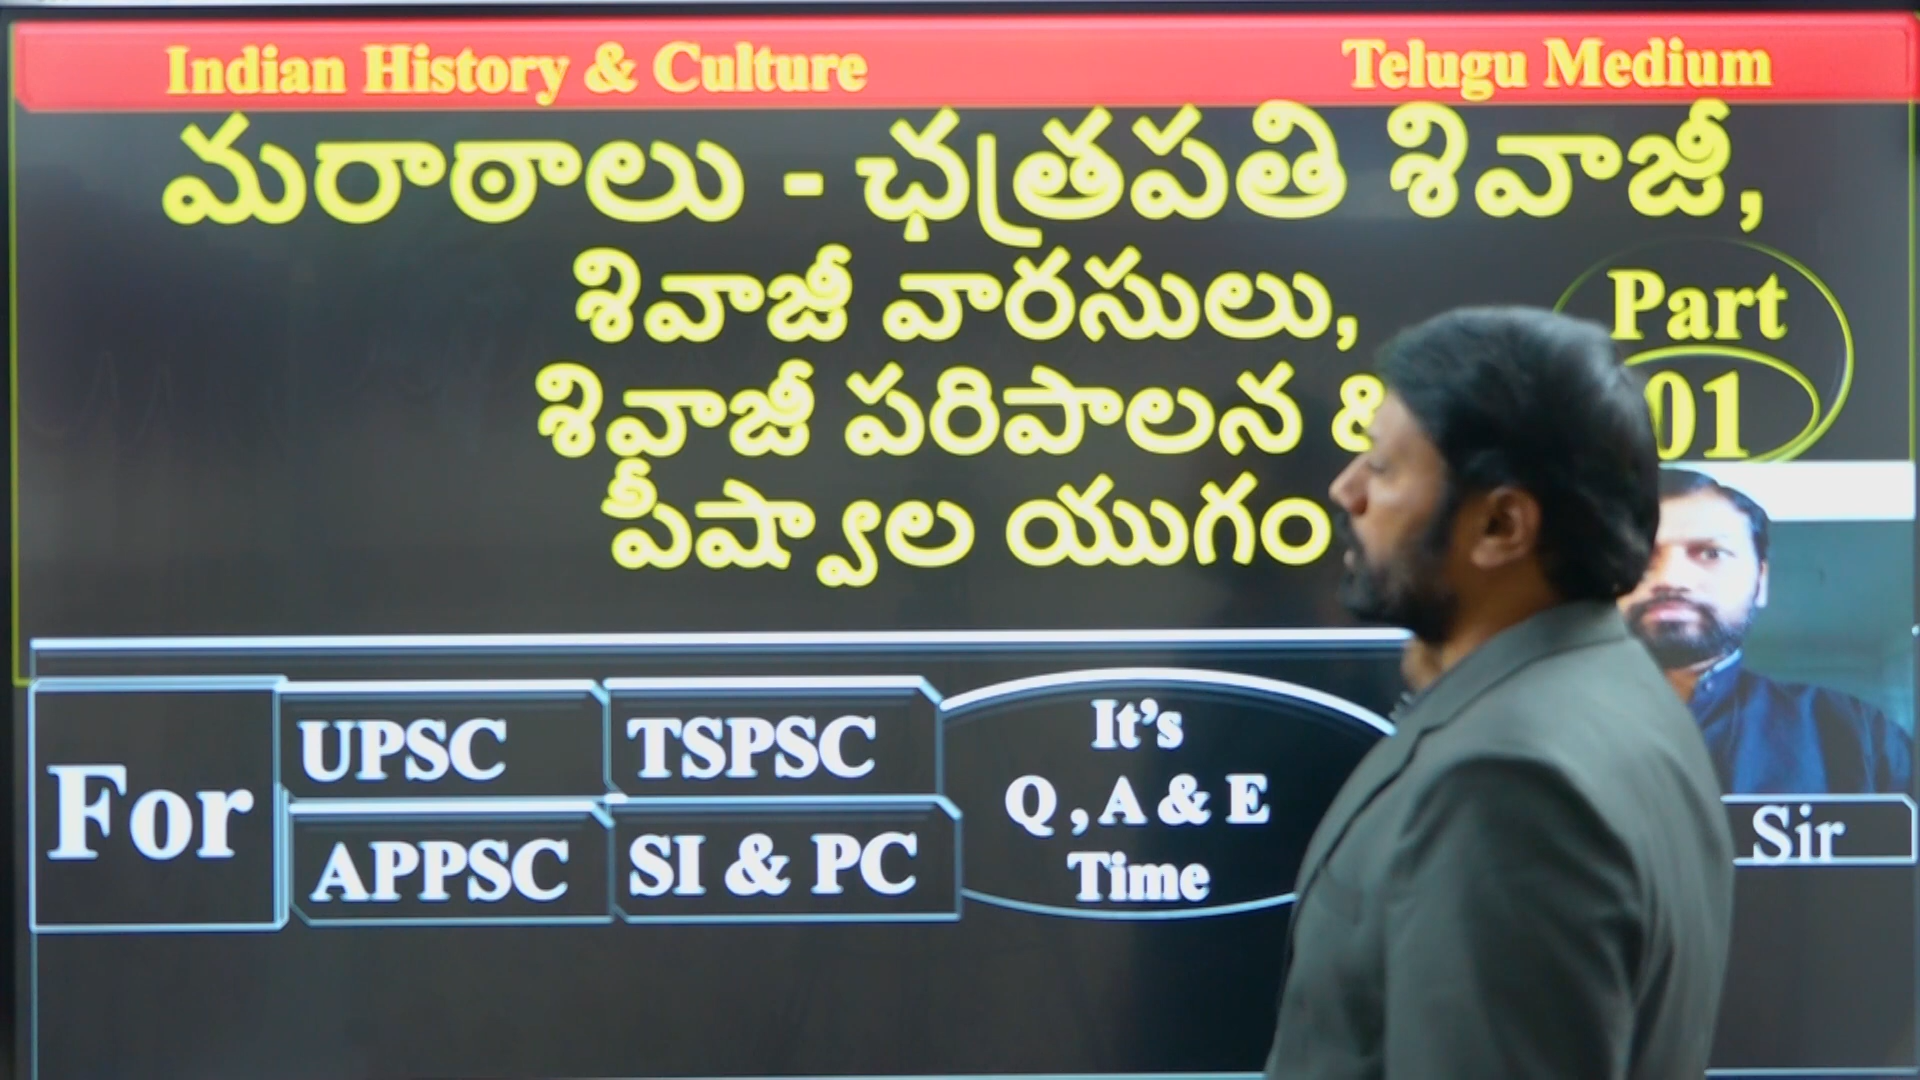 Indian History & Culture
Telugu Medium
మరాఠాలు - ఛత్రపతి శివాజీ,
శివాజీ వారసులు,
శివాజీ పరిపాలన &
పీష్వాల యుగం
Part
01
For
UPSC
TSPSC
APPSC
SI & PC
It's
Q , A & E
Time
Sir